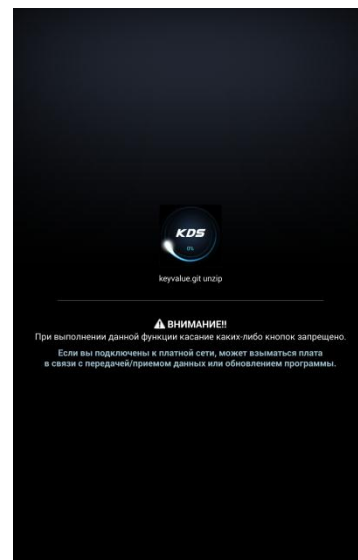 KDS
0%
keyvalue.git unzip
ВНИМАНИЕ!!
При выполнении данной функции касание каких-либо кнопок запрещено.
Если вы подключены к платной сети, может взыматься плата
в связи с передачей/приемом данных или обновлением программы.